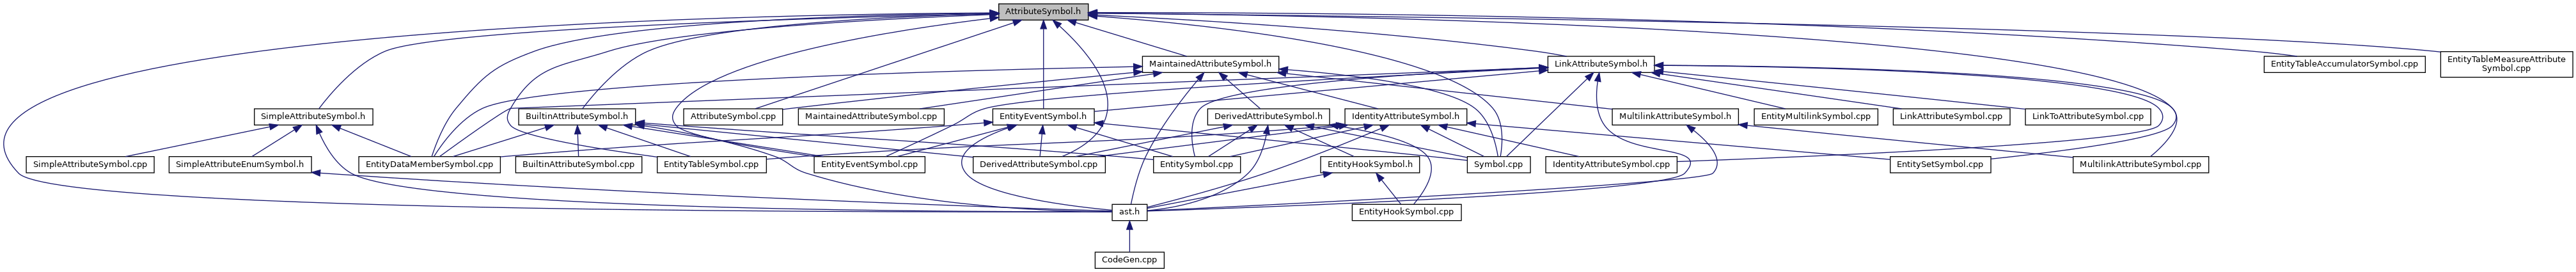 AttributeSymbol.h
MaintainedAttributeSymbol.h
LinkAttributeSymbol.h
EntityTableAccumulatorSymbol.cpp
EntityTableMeasureAttribute
Symbol.cpp
SimpleAttributeSymbol.h
BuiltinAttributeSymbol.h
AttributeSymbol.cpp
MaintainedAttributeSymbol.cpp
EntityEventSymbol.h
DerivedAttributeSymbol.h
IdentityAttributeSymbol.h
MultilinkAttributeSymbol.h
EntityMultilinkSymbol.cpp
LinkAttributeSymbol.cpp
LinkToAttributeSymbol.cpp
SimpleAttributeSymbol.cpp
SimpleAttributeEnumSymbol.h
EntityDataMemberSymbol.cpp
BuiltinAttributeSymbol.cpp
EntityTableSymbol.cpp
EntityEventSymbol.cpp
DerivedAttributeSymbol.cpp
EntitySymbol.cpp
EntityHookSymbol.h
Symbol.cpp
IdentityAttributeSymbol.cpp
EntitySetSymbol.cpp
MultilinkAttributeSymbol.cpp
ast.h
EntityHookSymbol.cpp
CodeGen.cpp